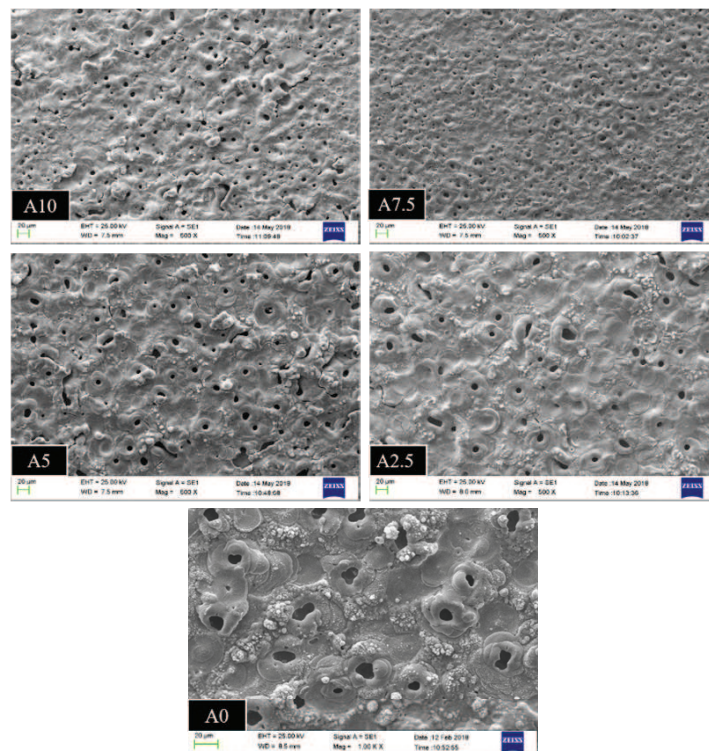 A10
20 µm
EHT = 25.00 kV
WD = 7.5 mm
Signal A = SE1
Mag = 500 X
Date :14 May 2018
Time :11:09:48
ZEISS
A7.5
20 µm
EHT = 25.00 kV
WD = 7.5 mm
Signal A = SE1
Mag = 500 X
Date :14 May 2018
Time :10:02:37
ZEISS
A5
20 µm
EHT = 25.00 kV
WD = 7.5 mm
Signal A = SE1
Mag = 500 X
Date :14 May 2018
Time :10:48:08
ZEISS
A2.5
20 µm
EHT = 25.00 kV
WD = 8.0 mm
Signal A = SE1
Mag = 500 X
Date :14 May 2018
Time :10:13:36
ZEISS
A0
20 µm
EHT = 25.00 kV
WD = 8.5 mm
Signal A = SE1
Mag = 1.00 K X
Date :12 Feb 2018
Time :10:52:55
ZEISS